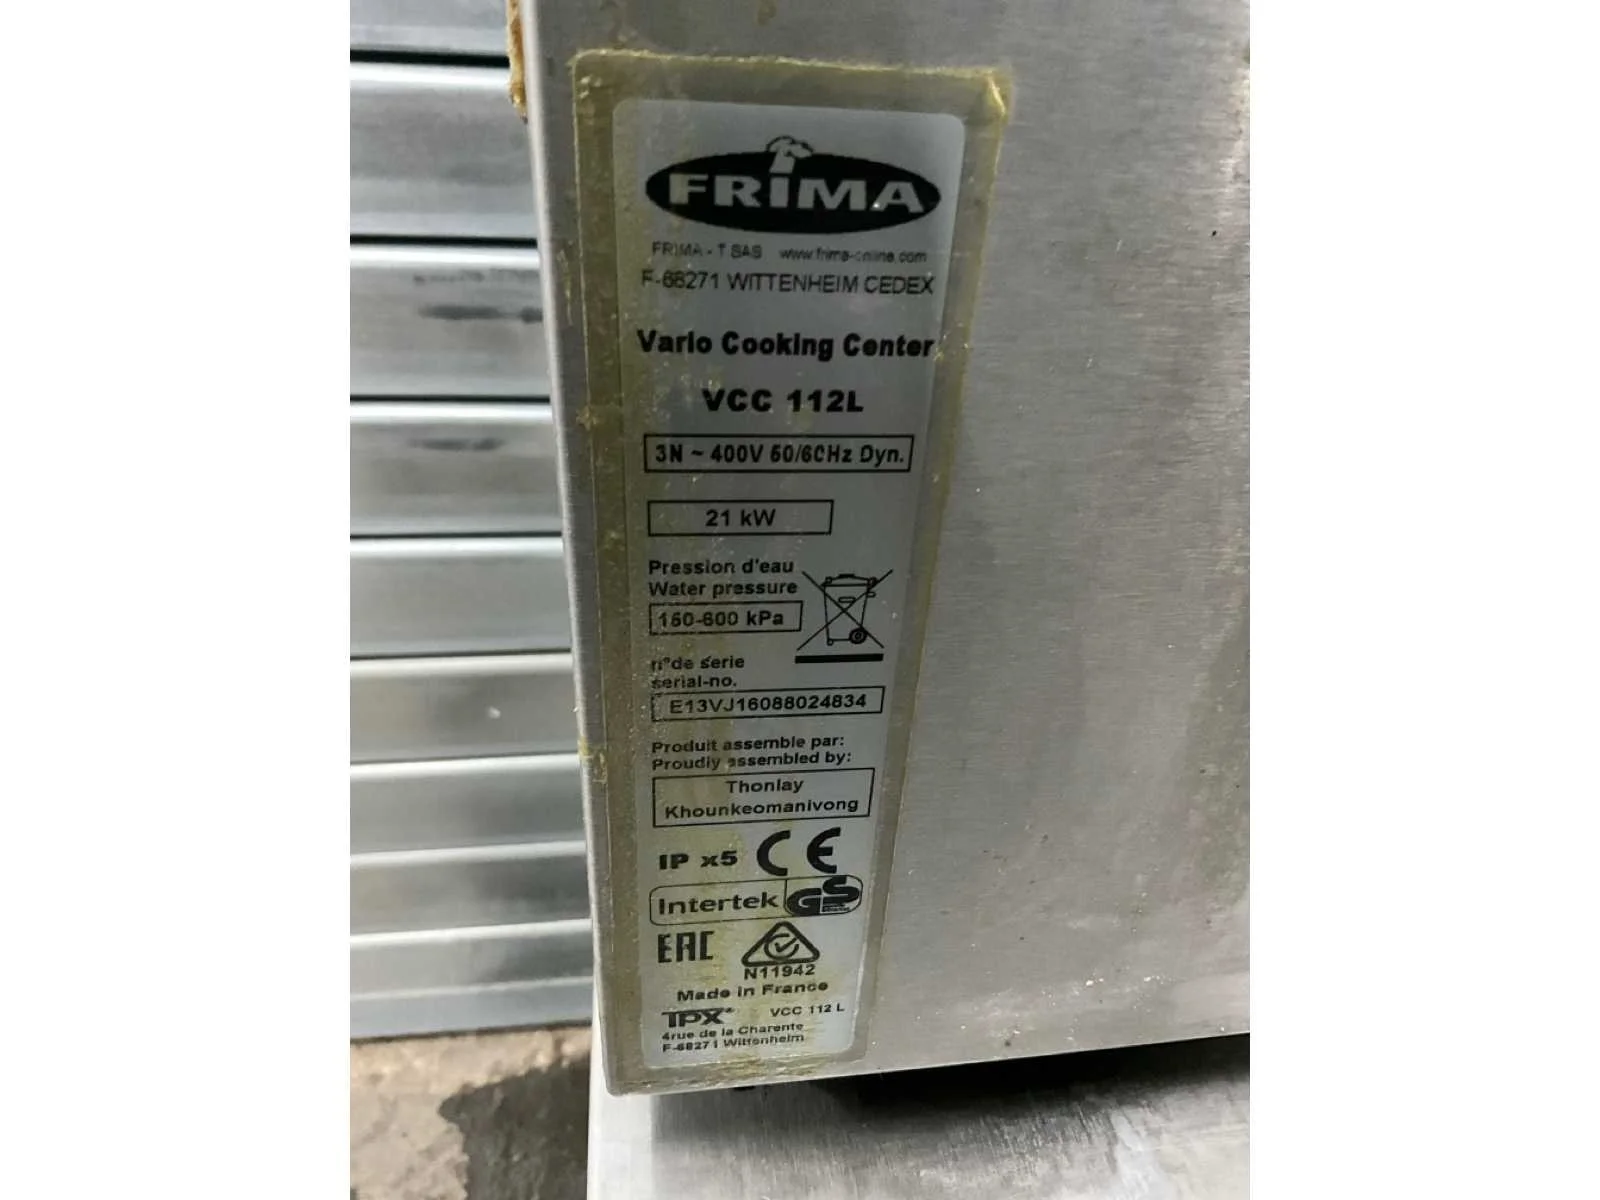 FRIMA
FRIMA - T SAS www.frima-online.com
F-68271 WITTENHEIM CEDEX
Vario Cooking Center
VCC 112L
3N ~ 400V 50/60Hz Dyn.
21 kW
Pression d'eau
Water pressure
150-600 kPa
n°de serie
serial-no.
E13VJ16088024834
Produit assemble par:
Proudly assembled by:
Thonlay
Khounkeomanivong
IP x5 CE
Intertek GS
EAC
N11942
Made in France
TPX® VCC 112 L
4rue de la Charente
F-68271 Wittenheim